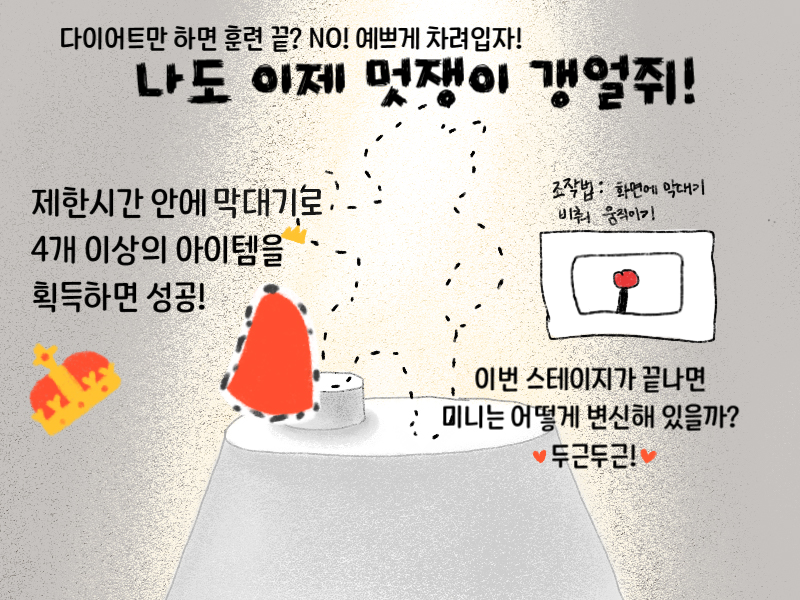 다이어트만 하면 훈련 끝? NO! 예쁘게 차려입자!
나도 이제 멋쟁이 갱얼쥐!
제한시간 안에 막대기로
4개 이상의 아이템을
획득하면 성공!
조작법 : 화면에 막대기
비춰 움직이기
이번 스테이지가 끝나면
미니는 어떻게 변신해 있을까?
두근두근!